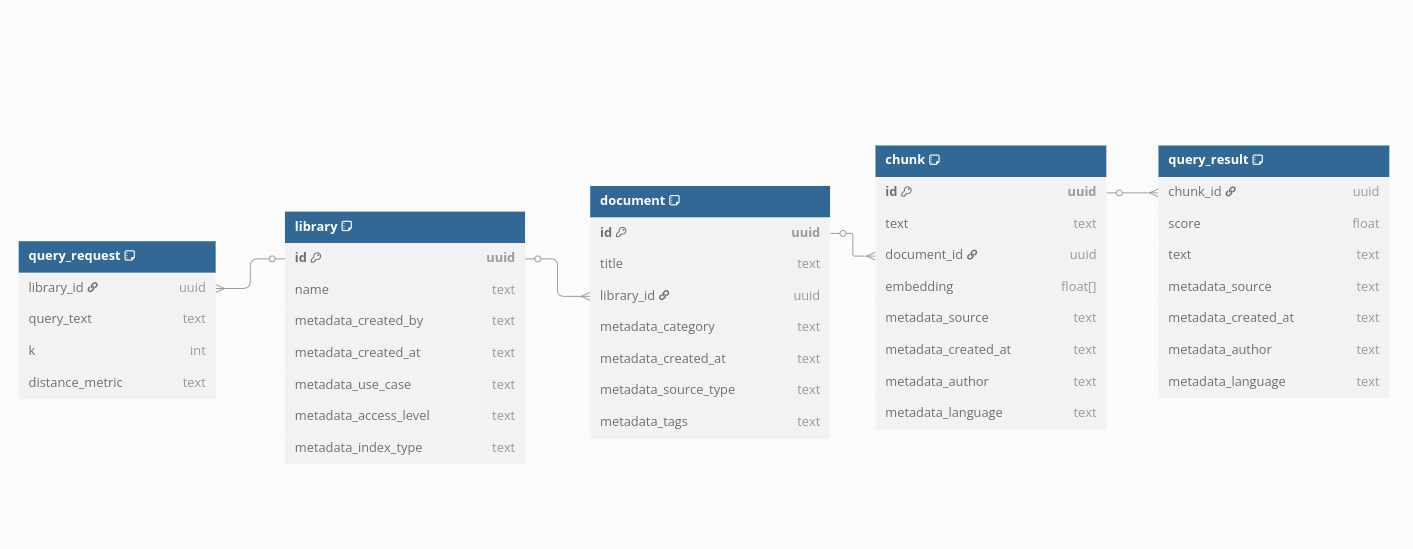 query_request
library_id uuid
query_text text
k int
distance_metric text
library
id uuid
name text
metadata_created_by text
metadata_created_at text
metadata_use_case text
metadata_access_level text
metadata_index_type text
document
id uuid
title text
library_id uuid
metadata_category text
metadata_created_at text
metadata_source_type text
metadata_tags text
chunk
id uuid
text text
document_id uuid
embedding float[]
metadata_source text
metadata_created_at text
metadata_author text
metadata_language text
query_result
chunk_id uuid
score float
text text
metadata_source text
metadata_created_at text
metadata_author text
metadata_language text